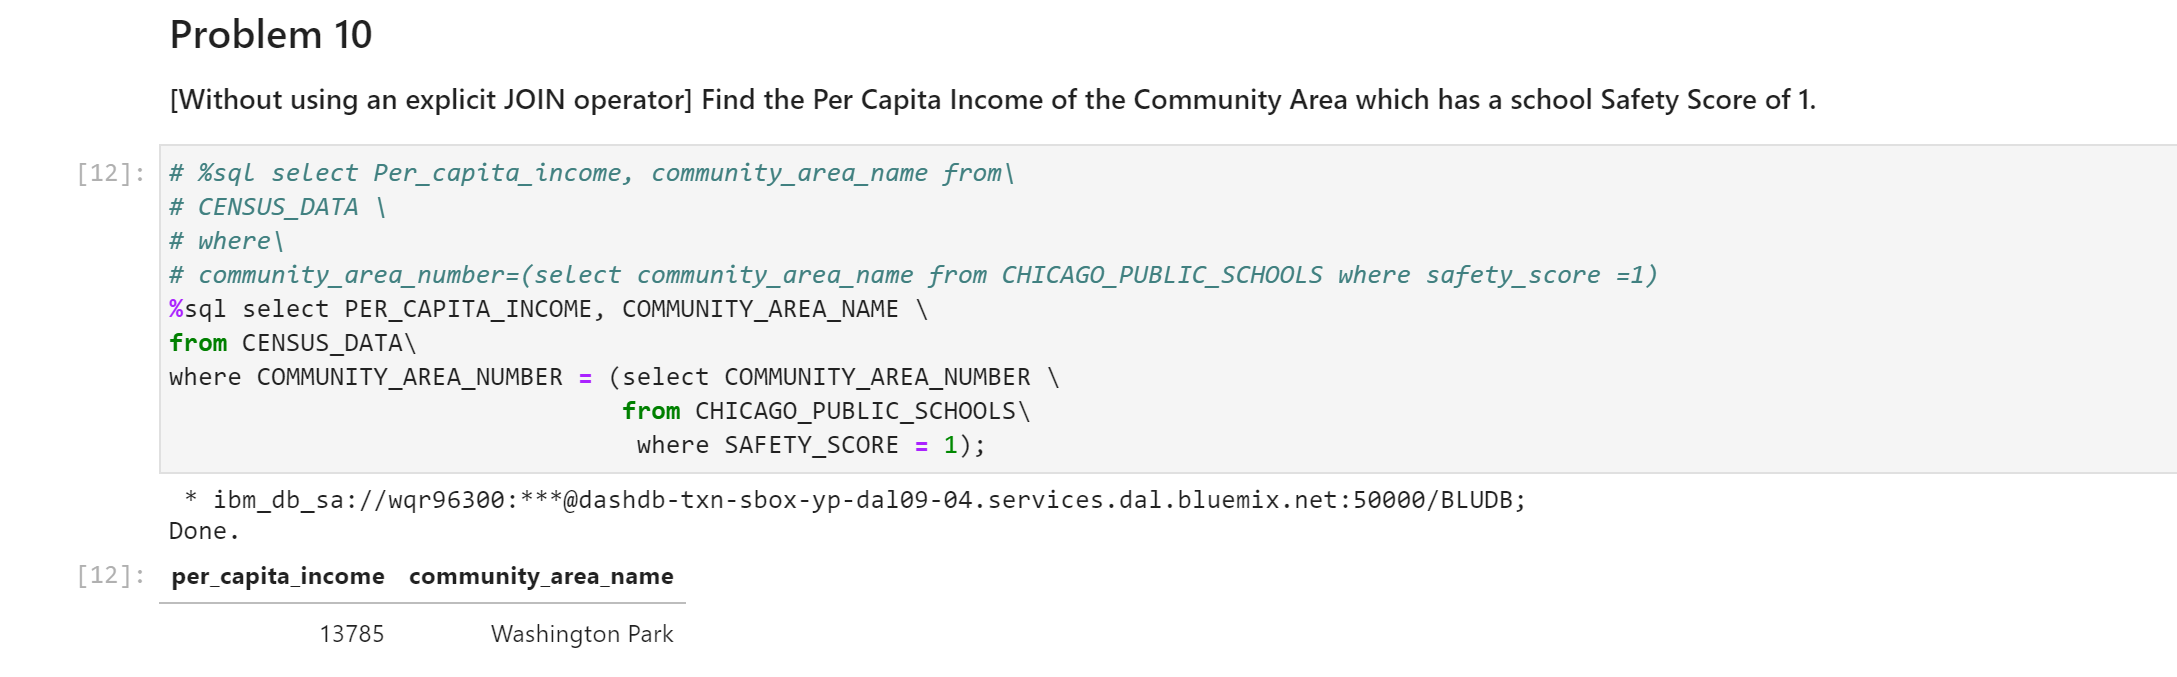 Problem 10
[Without using an explicit JOIN operator] Find the Per Capita Income of the Community Area which has a school Safety Score of 1.
[12]: # %sql select Per_capita_income, community_area_name from\
# CENSUS_DATA \
# where\
# community_area_number=(select community_area_name from CHICAGO_PUBLIC_SCHOOLS where safety_score =1)
%sql select PER_CAPITA_INCOME, COMMUNITY_AREA_NAME \
from CENSUS_DATA\
where COMMUNITY_AREA_NUMBER = (select COMMUNITY_AREA_NUMBER \
from CHICAGO_PUBLIC_SCHOOLS\
where SAFETY_SCORE = 1);
* ibm_db_sa://wqr96300:***@dashdb-txn-sbox-yp-dal09-04.services.dal.bluemix.net:50000/BLUDB;
Done.
[12]: per_capita_income community_area_name
13785 Washington Park